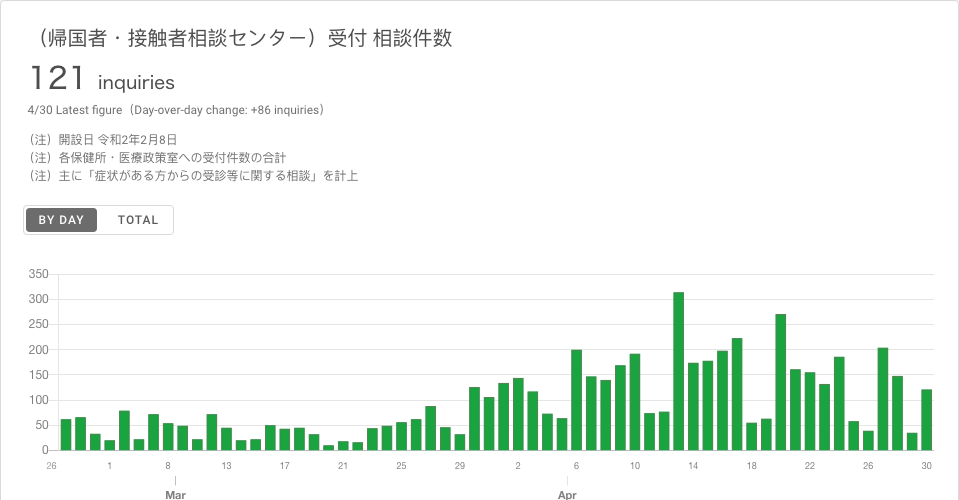 （帰国者・接触者相談センター）受付 相談件数
121 inquiries
4/30 Latest figure（Day-over-day change: +86 inquiries）
（注）開設日 令和2年2月8日
（注）各保健所・医療政策室への受付件数の合計
（注）主に「症状がある方からの受診等に関する相談」を計上
BY DAY TOTAL
350
300
250
200
150
100
50
0
26 1 8 13 17 21 25 29 2 6 10 14 18 22 26 30
Mar Apr